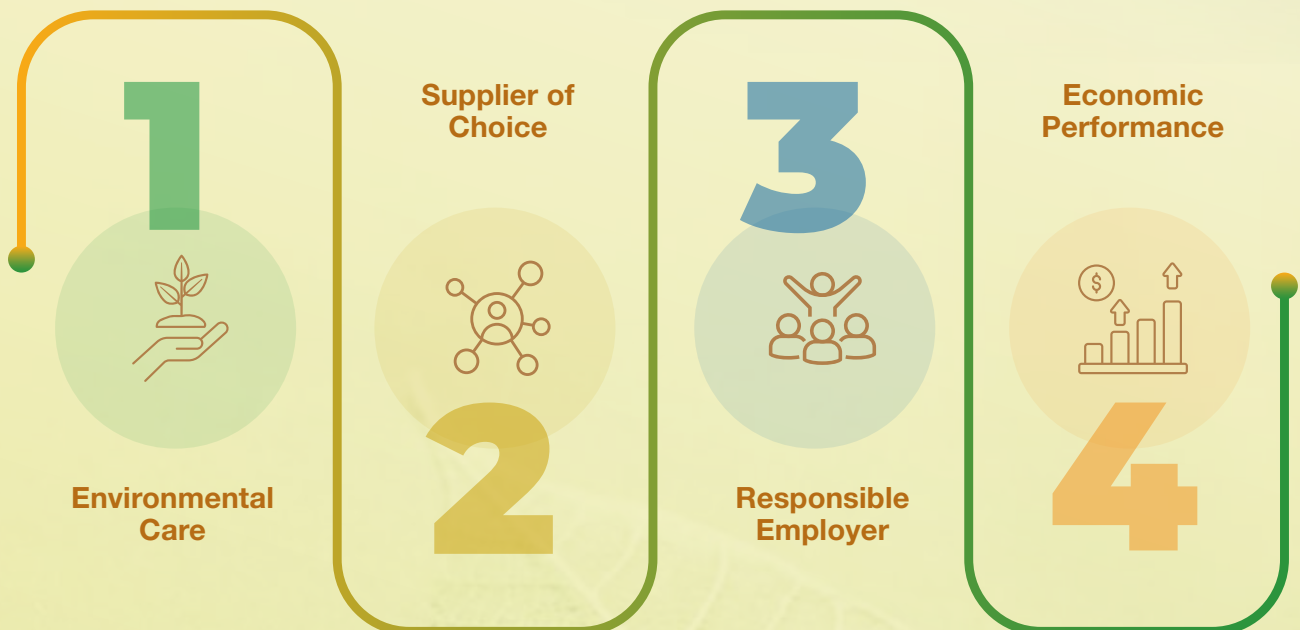 1
Environmental
Care
Supplier of
Choice
$
2
3
Responsible
Employer
Economic
Performance
$
4